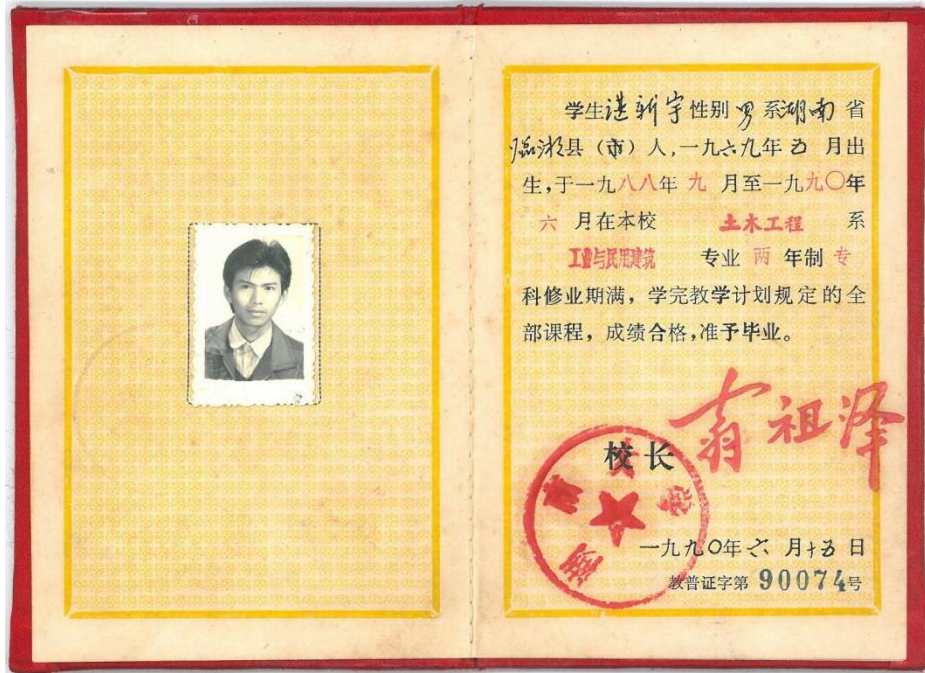 学生谌新宇性别男系湖南省
临湘县（市）人,一九六九年五月出
生,于一九八八年九月至一九九〇年
六月在本校 土木工程 系
工业与民用建筑 专业 两 年制 专
科修业期满，学完教学计划规定的全
部课程，成绩合格,准予毕业。
校长 翁祖泽
一九九〇年六月十五日
教普证字第 90074号